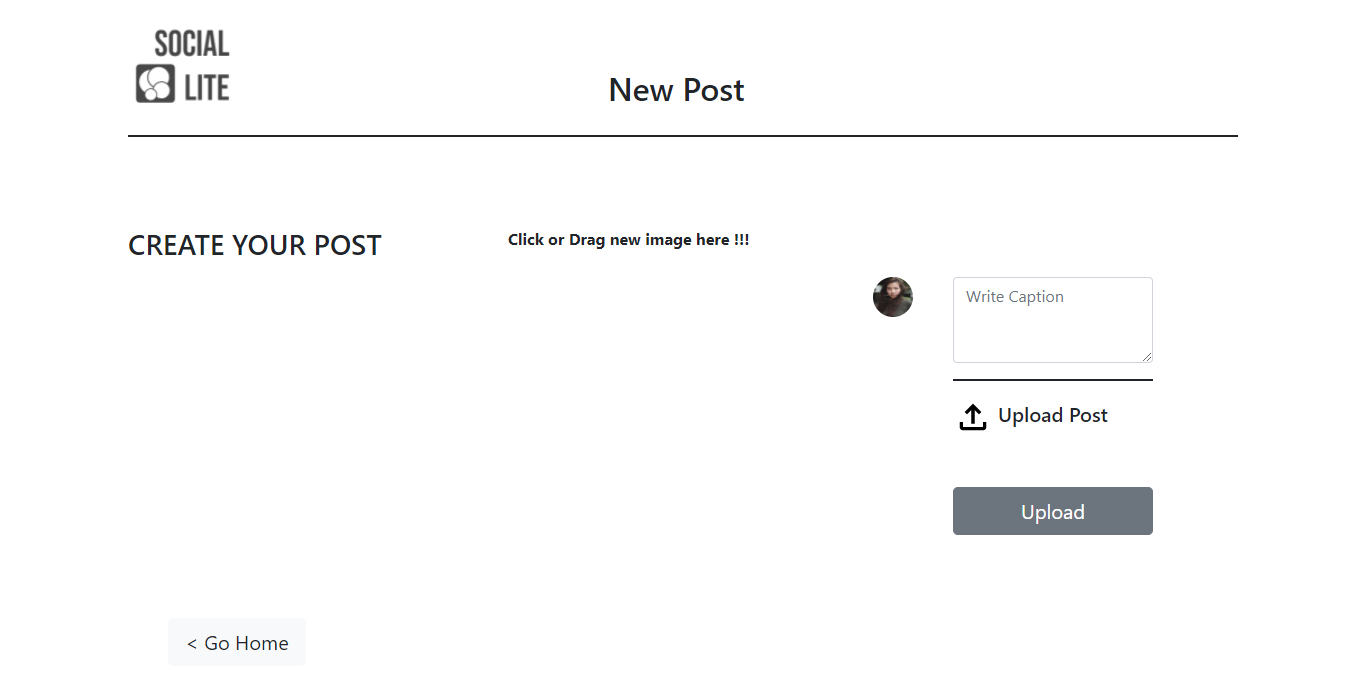 SOCIAL
LITE
New Post
CREATE YOUR POST
Click or Drag new image here !!!
Write Caption
Upload Post
Upload
< Go Home